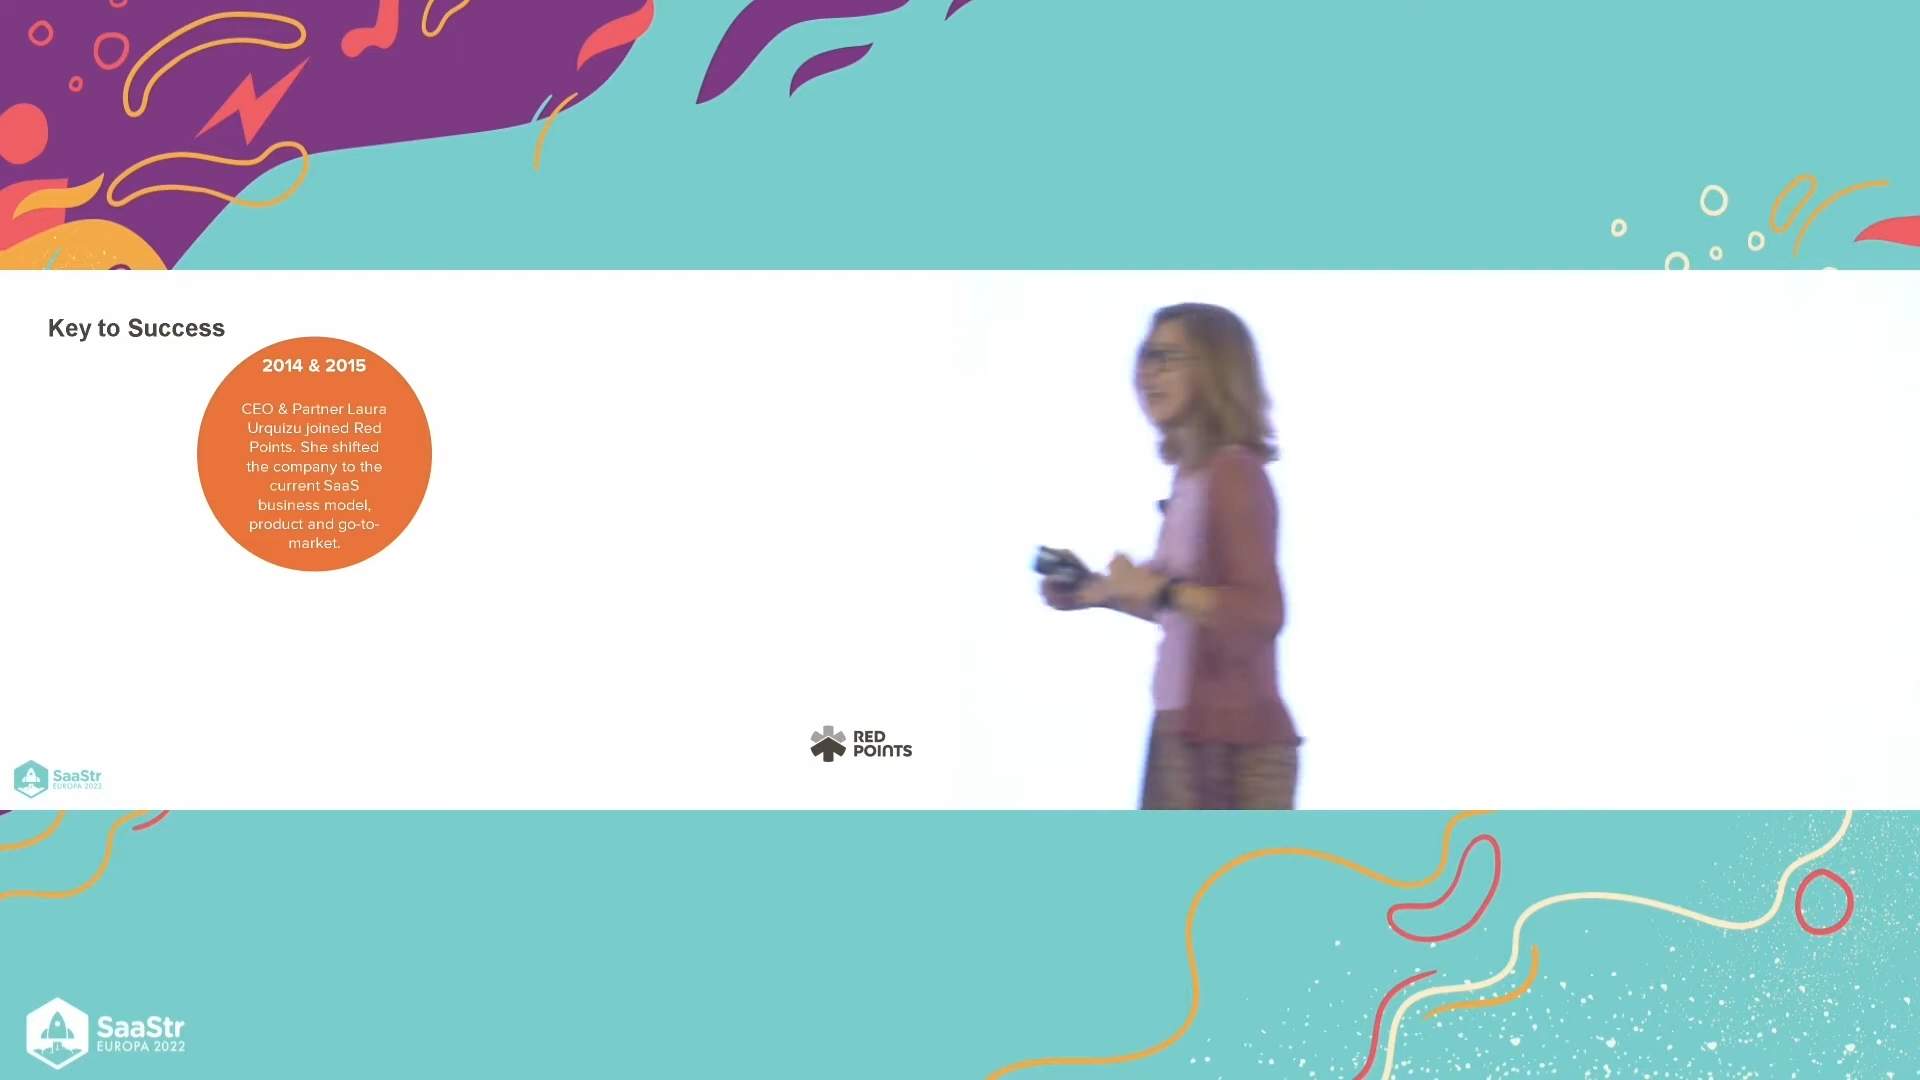 Key to Success
2014 & 2015
CEO & Partner Laura
Urquizu joined Red
Points. She shifted
the company to the
current SaaS
business model,
product and go-to-
market.
RED
POINTS
SaaStr
EUROPA 2022
SaaStr
EUROPA 2022